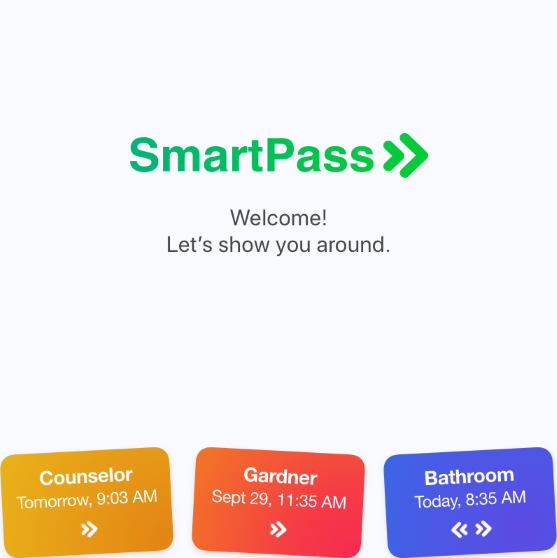 SmartPass
Welcome!
Let’s show you around.
Counselor
Tomorrow, 9:03 AM
Gardner
Sept 29, 11:35 AM
Bathroom
Today, 8:35 AM